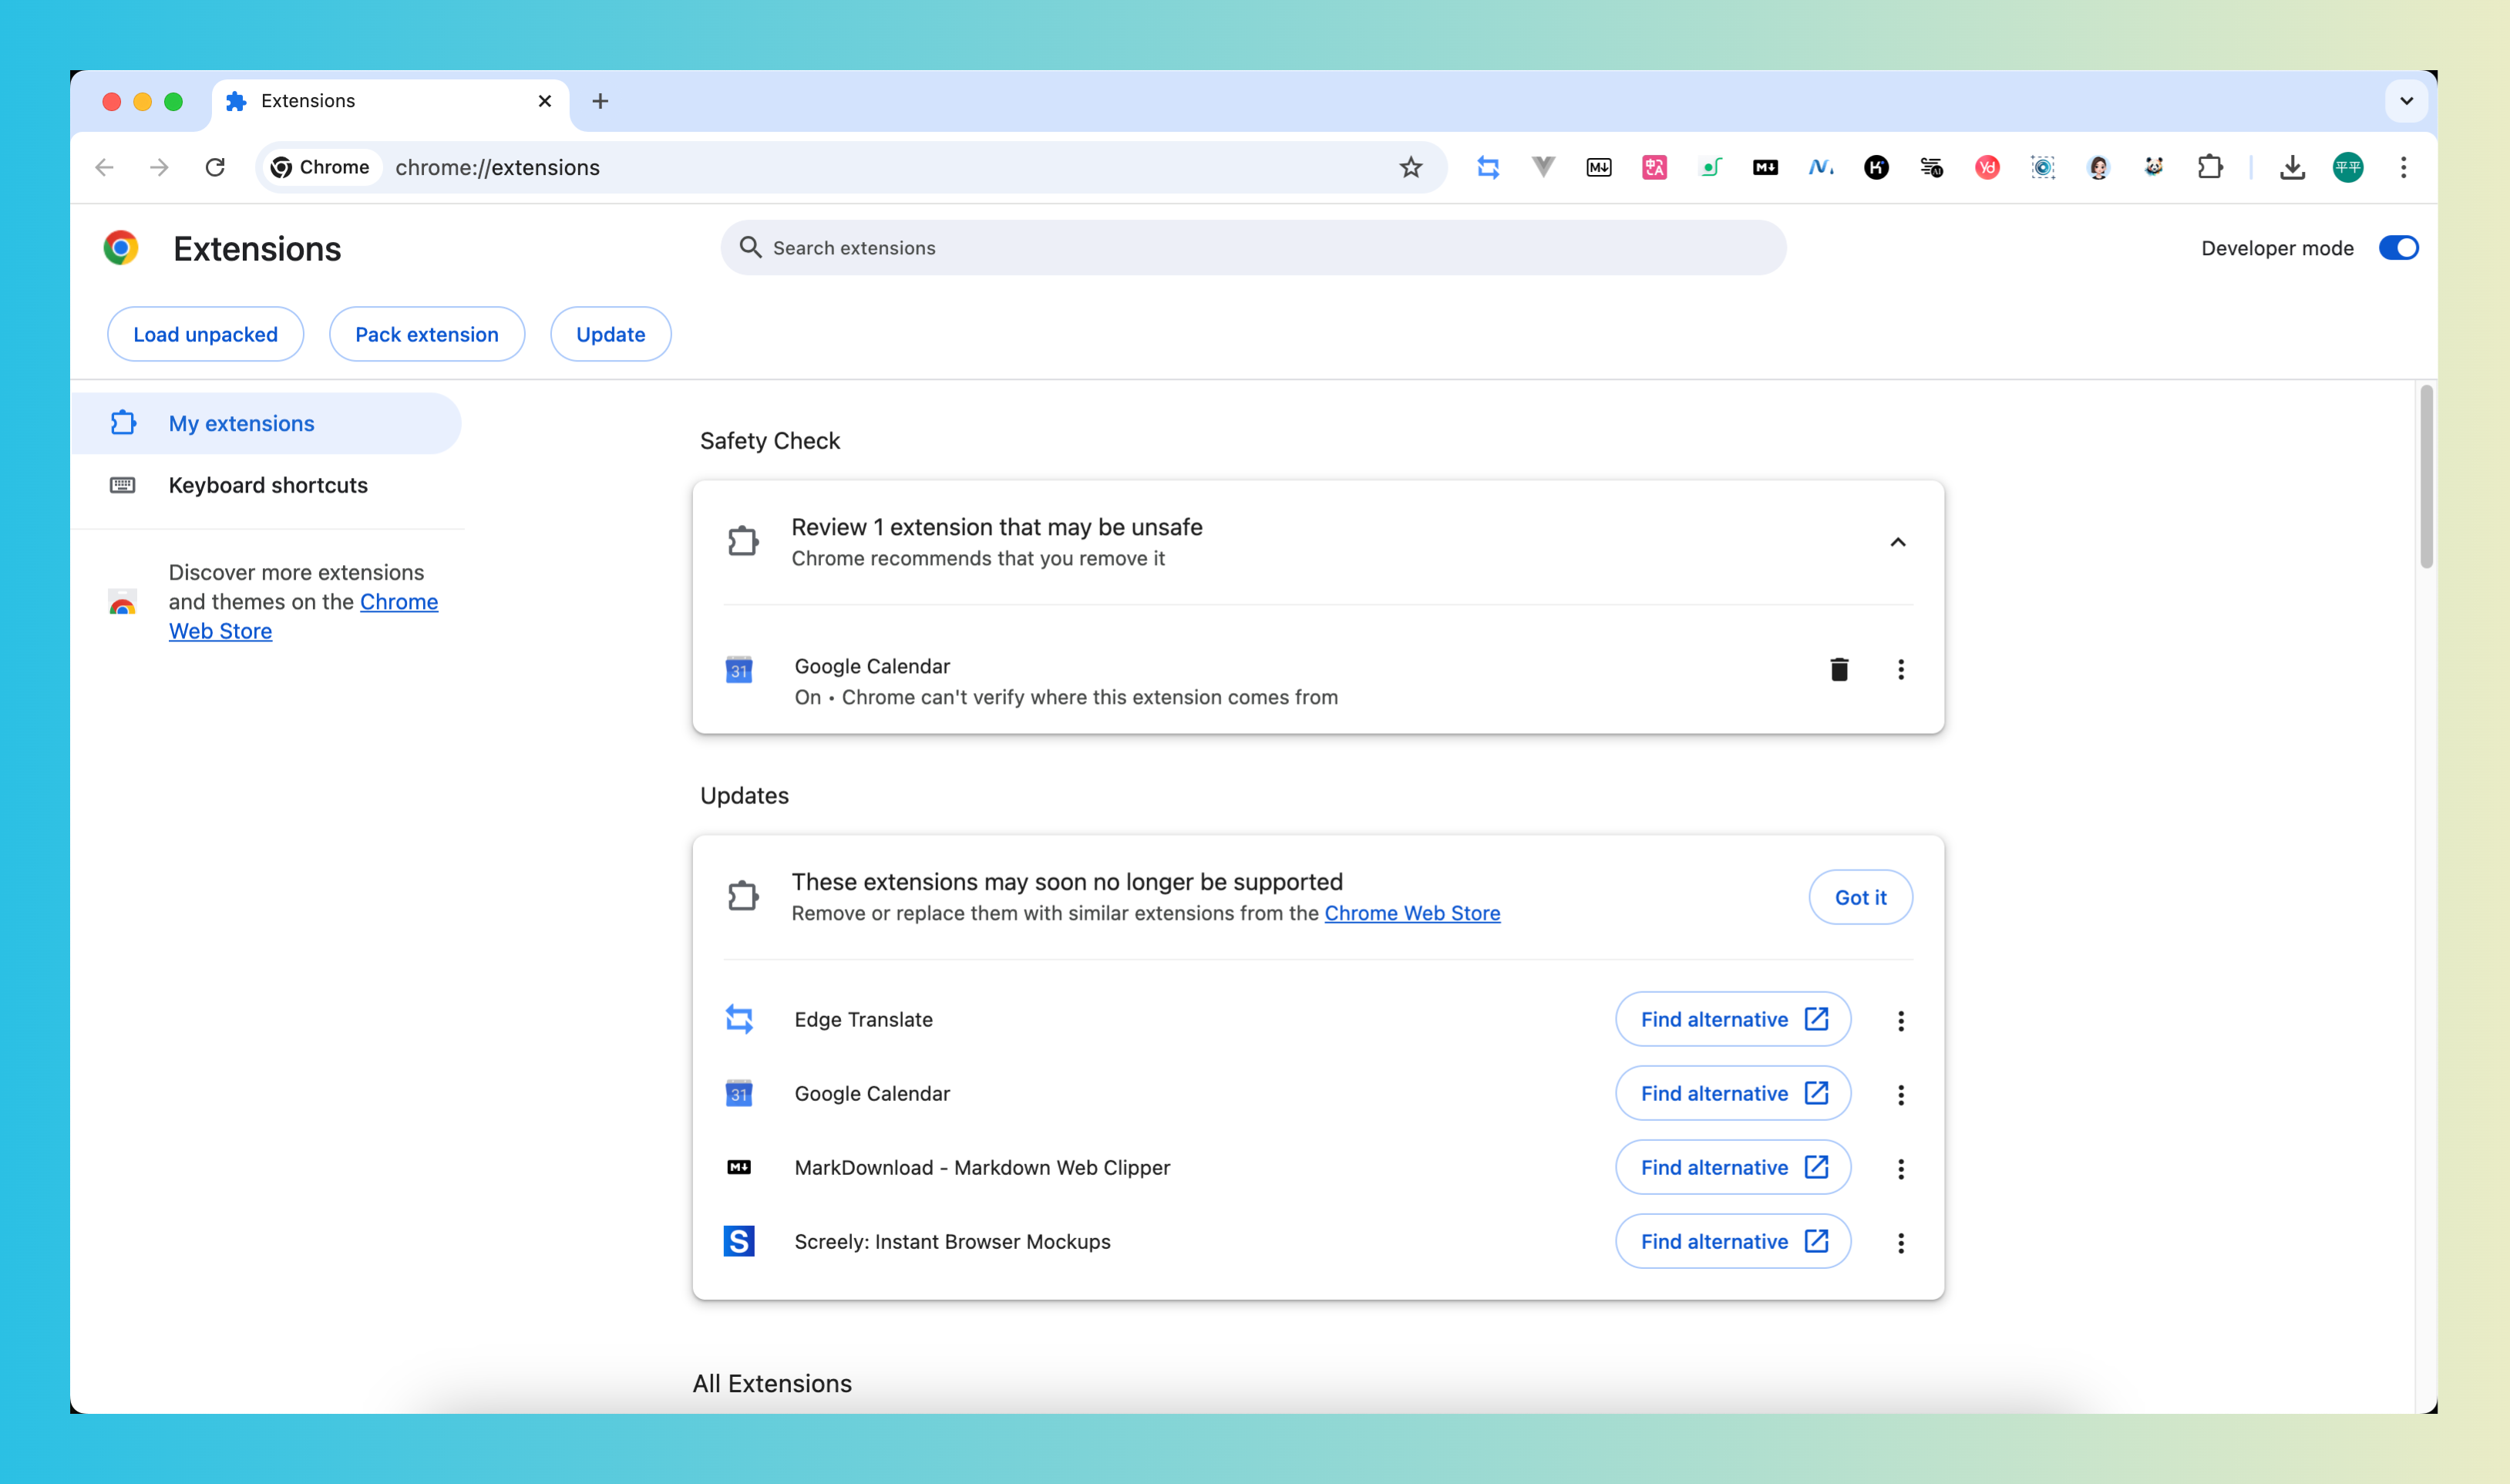 Extensions
Chrome
chrome://extensions
平平
Extensions
Search extensions
Developer mode
Load unpacked
Pack extension
Update
My extensions
Keyboard shortcuts
Discover more extensions
and themes on the Chrome
Web Store
Safety Check
Review 1 extension that may be unsafe
Chrome recommends that you remove it
31
Google Calendar
On • Chrome can't verify where this extension comes from
Updates
These extensions may soon no longer be supported
Remove or replace them with similar extensions from the Chrome Web Store
Got it
Edge Translate
Find alternative
31
Google Calendar
Find alternative
M
MarkDownload - Markdown Web Clipper
Find alternative
S
Screely: Instant Browser Mockups
Find alternative
All Extensions